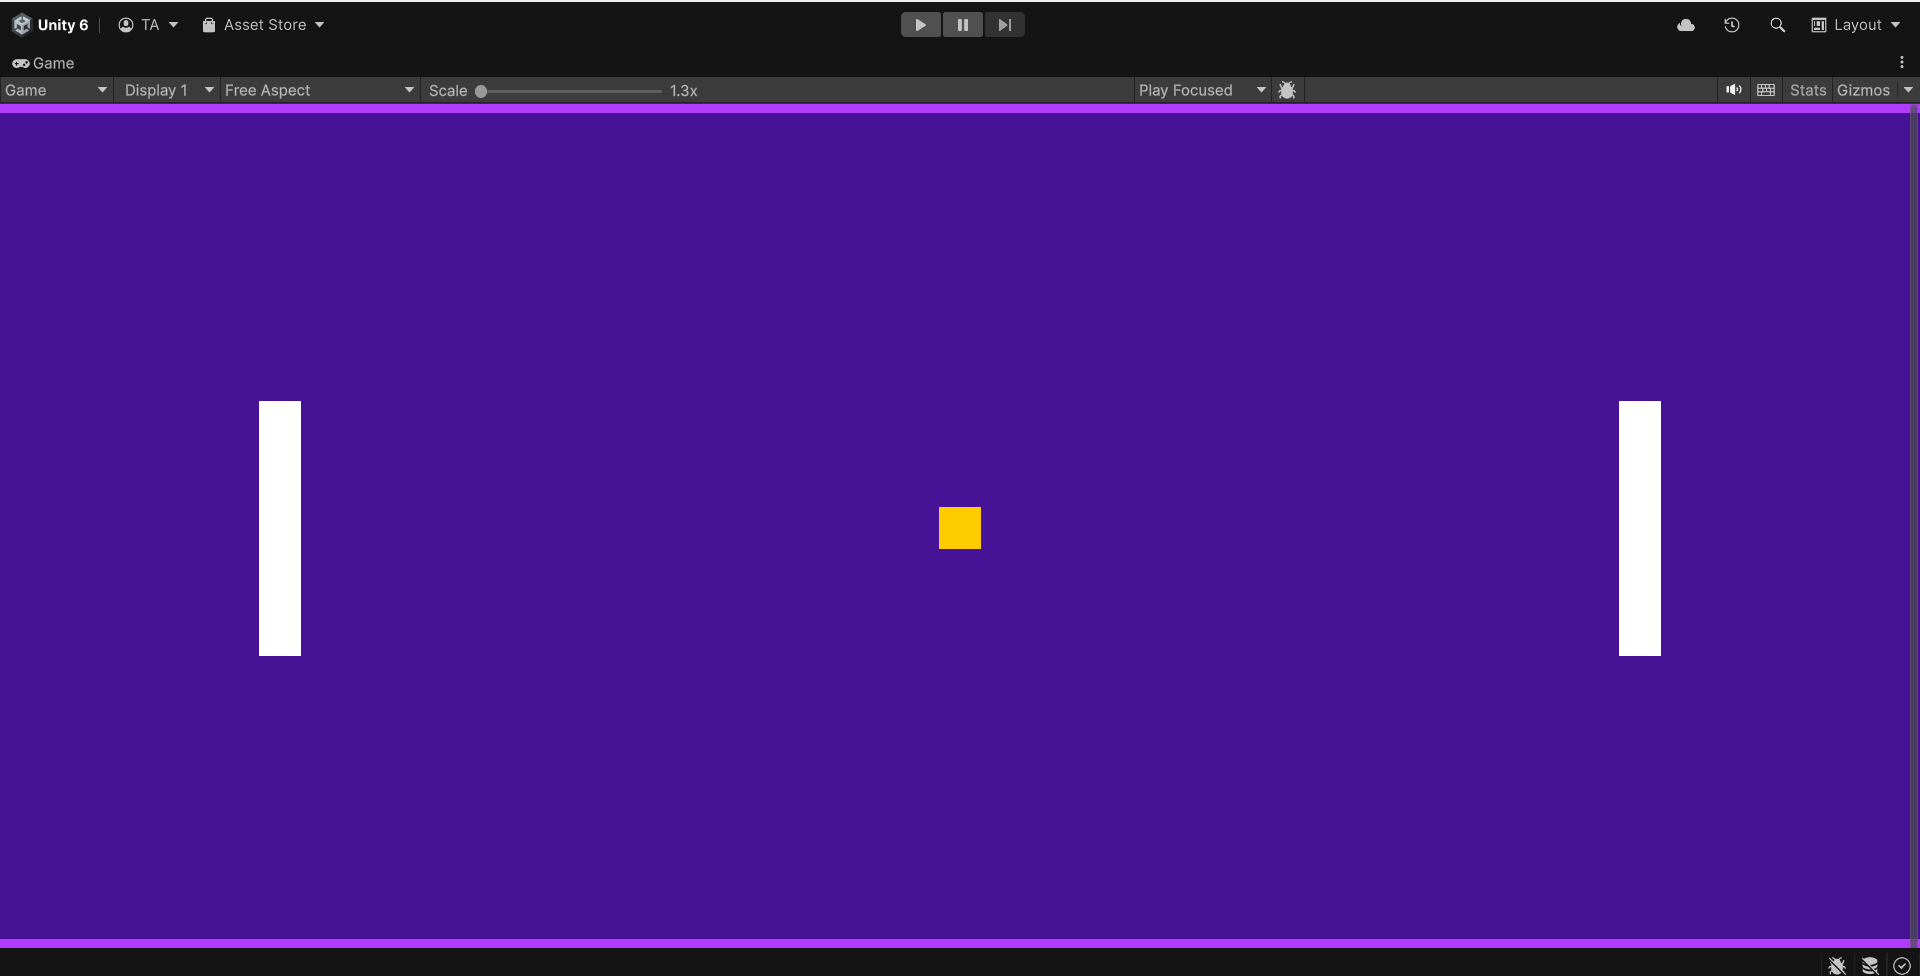 Unity 6 TA Asset Store Layout
Game
Game Display 1 Free Aspect Scale 1.3x Play Focused Stats Gizmos